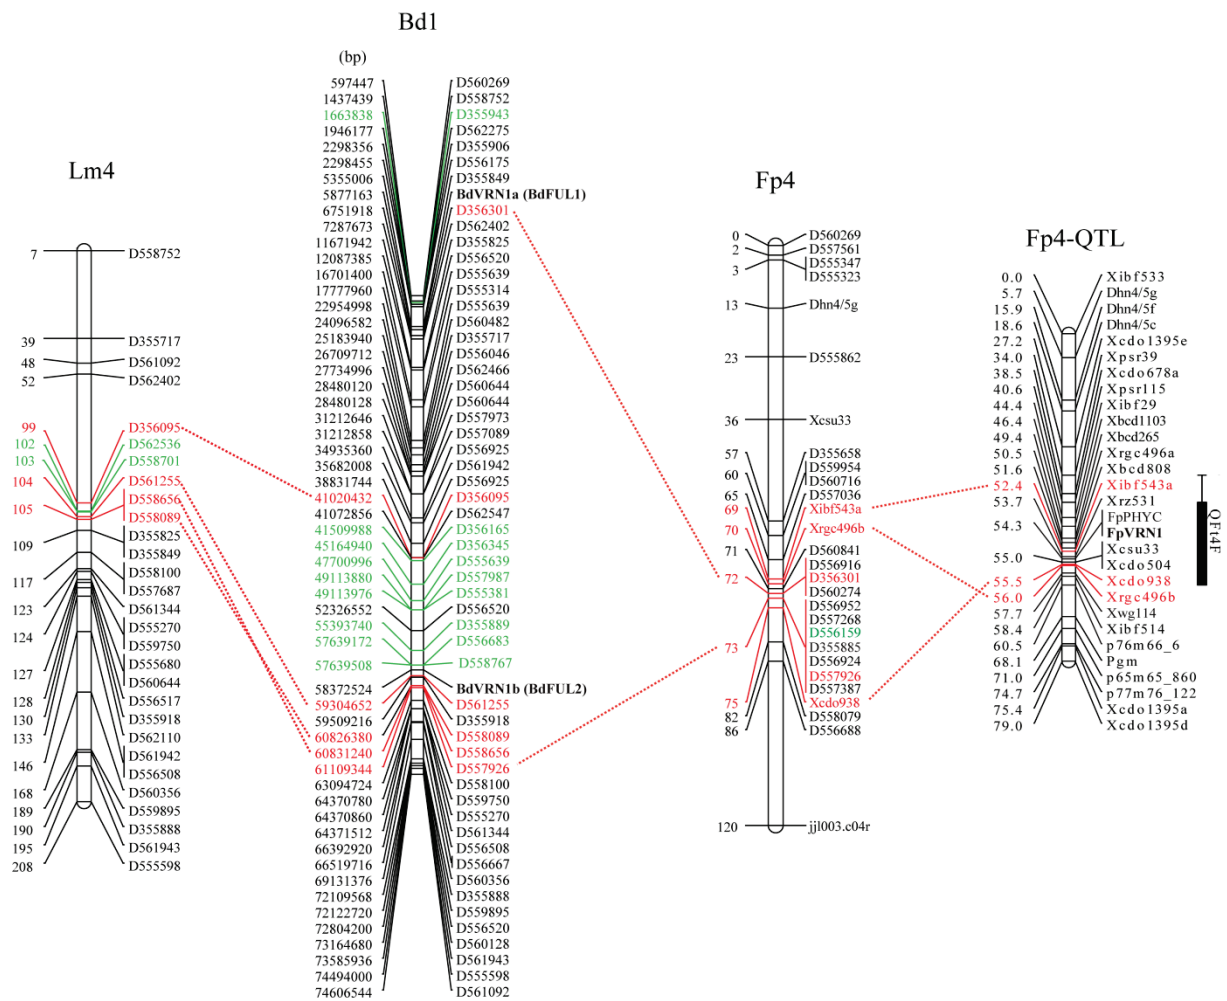 Lm4
7 D558752
39 D355717
48 D561092
52 D562402
99 D356095
102 D562536
103 D558701
104 D561255
105 D558656
D558089
109 D355825
D355849
D558100
117 D557687
123 D561344
D555270
124 D559750
D555680
127 D560644
128 D556517
130 D355918
133 D562110
D561942
146 D556508
168 D560356
189 D559895
190 D355888
195 D561943
208 D555598
Bd1
(bp)
597447 D560269
1437439 D558752
1663838 D355943
1946177 D562275
2298356 D355906
2298455 D556175
5355006 D355849
5877163 BdVRN1a (BdFUL1)
6751918 D356301
7287673 D562402
11671942 D355825
12087385 D556520
16701400 D555639
17777960 D555314
22954998 D555639
24096582 D560482
25183940 D355717
26709712 D556046
27734996 D562466
28480120 D560644
28480128 D560644
31212646 D557973
31212858 D557089
34935360 D556925
35682008 D561942
38831744 D556925
41020432 D356095
41072856 D562547
41509988 D356165
45164940 D356345
47700996 D555639
49113880 D557987
49113976 D555381
52326552 D556520
55393740 D355889
57639172 D556683
57639508 D558767
58372524 BdVRN1b (BdFUL2)
59304652 D561255
59509216 D355918
60826380 D558089
60831240 D558656
61109344 D557926
63094724 D558100
64370780 D559750
64370860 D555270
64371512 D561344
66392920 D556508
66519716 D556667
69131376 D560356
72109568 D355888
72122720 D559895
72804200 D556520
73164680 D560128
73585936 D561943
74494000 D555598
74606544 D561092
Fp4
0 D560269
2 D557561
3 D555347
D555323
13 Dhn4/5g
23 D555862
36 Xcsu33
57 D355658
D559954
60 D560716
65 D557036
69 Xibf543a
70 Xrgc496b
71 D560841
D556916
72 D356301
D560274
D556952
D557268
D556159
73 D355885
D556924
D557926
D557387
75 Xcdo938
82 D558079
86 D556688
120 jjl003.c04r
Fp4-QTL
0.0 Xibf533
5.7 Dhn4/5g
15.9 Dhn4/5f
18.6 Dhn4/5c
27.2 Xcdo1395e
34.0 Xpsr39
38.5 Xcdo678a
40.6 Xpsr115
44.4 Xibf29
46.4 Xbcd1103
49.4 Xbcd265
50.5 Xrgc496a
51.6 Xbcd808
52.4 Xibf543a
53.7 Xrz531
54.3 FpPHYC
FpVRN1
55.0 Xcsu33
Xcdo504
55.5 Xcdo938
56.0 Xrgc496b
57.7 Xwg114
58.4 Xibf514
60.5 p76m66_6
68.1 Pgm
71.0 p65m65_860
74.7 p77m76_122
75.4 Xcdo1395a
79.0 Xcdo1395d
QFt4F